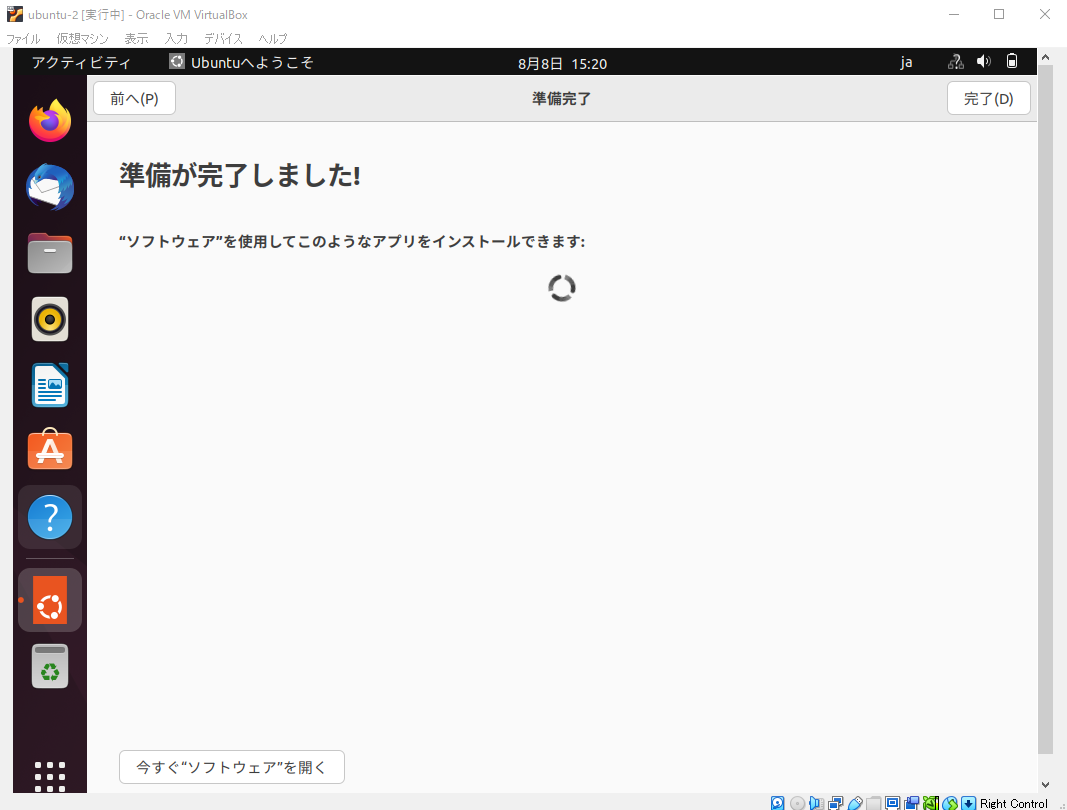 ubuntu-2 [実行中] - Oracle VM VirtualBox
ファイル 仮想マシン 表示 入力 デバイス ヘルプ
アクティビティ Ubuntuへようこそ 8月8日 15:20 ja
前へ(P) 準備完了 完了(D)
準備が完了しました!
“ソフトウェア”を使用してこのようなアプリをインストールできます:
今すぐ“ソフトウェア”を開く
Right Control